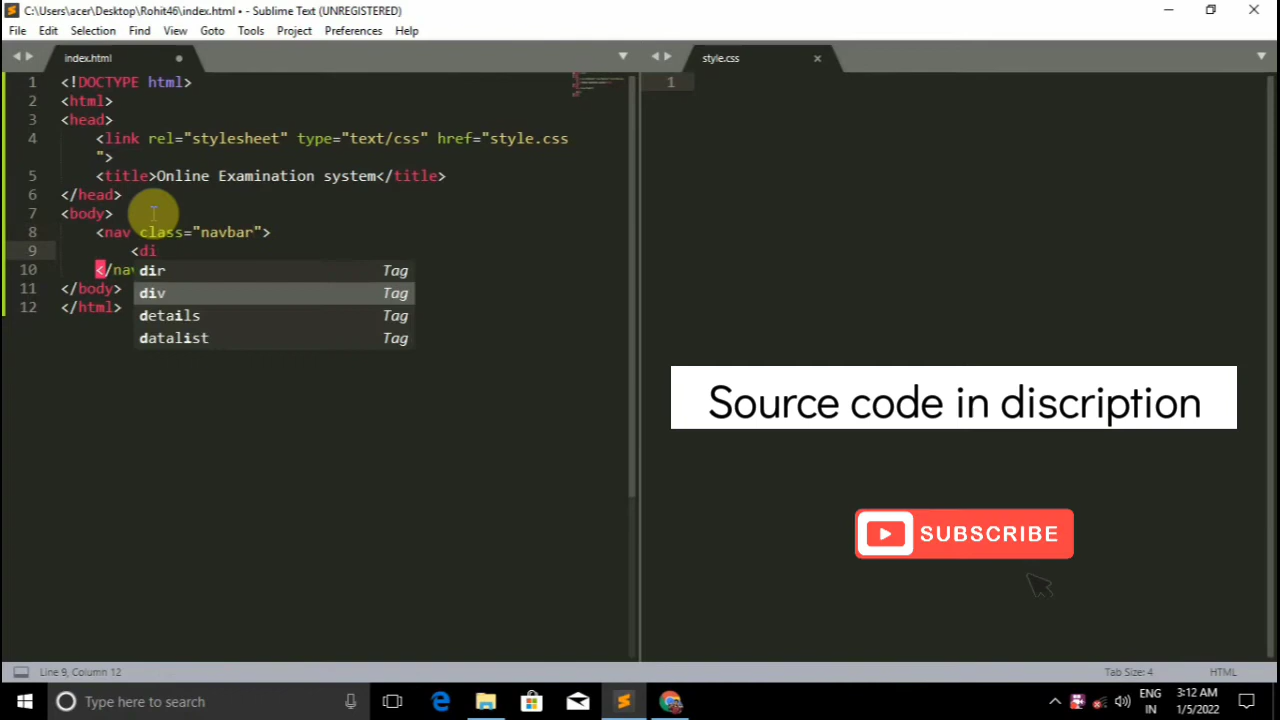 C:\Users\acer\Desktop\Rohit46\index.html • - Sublime Text (UNREGISTERED)
File Edit Selection Find View Goto Tools Project Preferences Help
index.html
style.css
1 <!DOCTYPE html>
2 <html>
3 <head>
4 <link rel="stylesheet" type="text/css" href="style.css
">
5 <title>Online Examination system</title>
6 </head>
7 <body>
8 <nav class="navbar">
9 <di
10 </nav
11 </body>
12 </html>
dir Tag
div Tag
details Tag
datalist Tag
1
Source code in discription
SUBSCRIBE
Line 9, Column 12
Tab Size: 4
HTML
Type here to search
ENG
IN
3:12 AM
1/5/2022